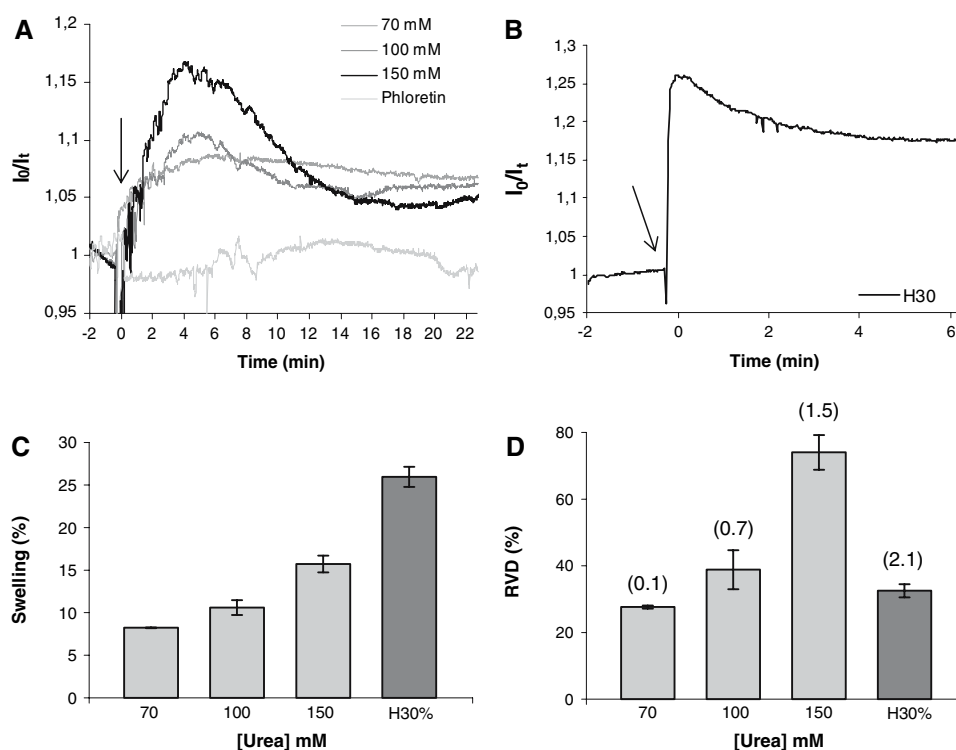 A
I0/It
1,2
1,15
1,1
1,05
1
0,95
-2 0 2 4 6 8 10 12 14 16 18 20 22
Time (min)
70 mM
100 mM
150 mM
Phloretin
B
I0/It
1,3
1,25
1,2
1,15
1,1
1,05
1
0,95
-2 0 2 4 6
Time (min)
H30
C
Swelling (%)
30
25
20
15
10
5
0
70 100 150 H30%
[Urea] mM
D
RVD (%)
80
60
40
20
0
(0.1)
(0.7)
(1.5)
(2.1)
70 100 150 H30%
[Urea] mM